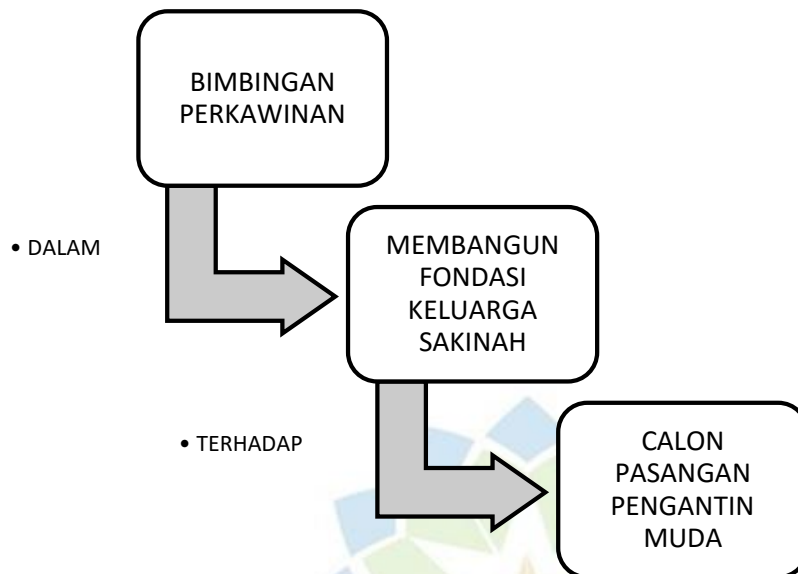 BIMBINGAN
PERKAWINAN
• DALAM
MEMBANGUN
FONDASI
KELUARGA
SAKINAH
• TERHADAP
CALON
PASANGAN
PENGANTIN
MUDA